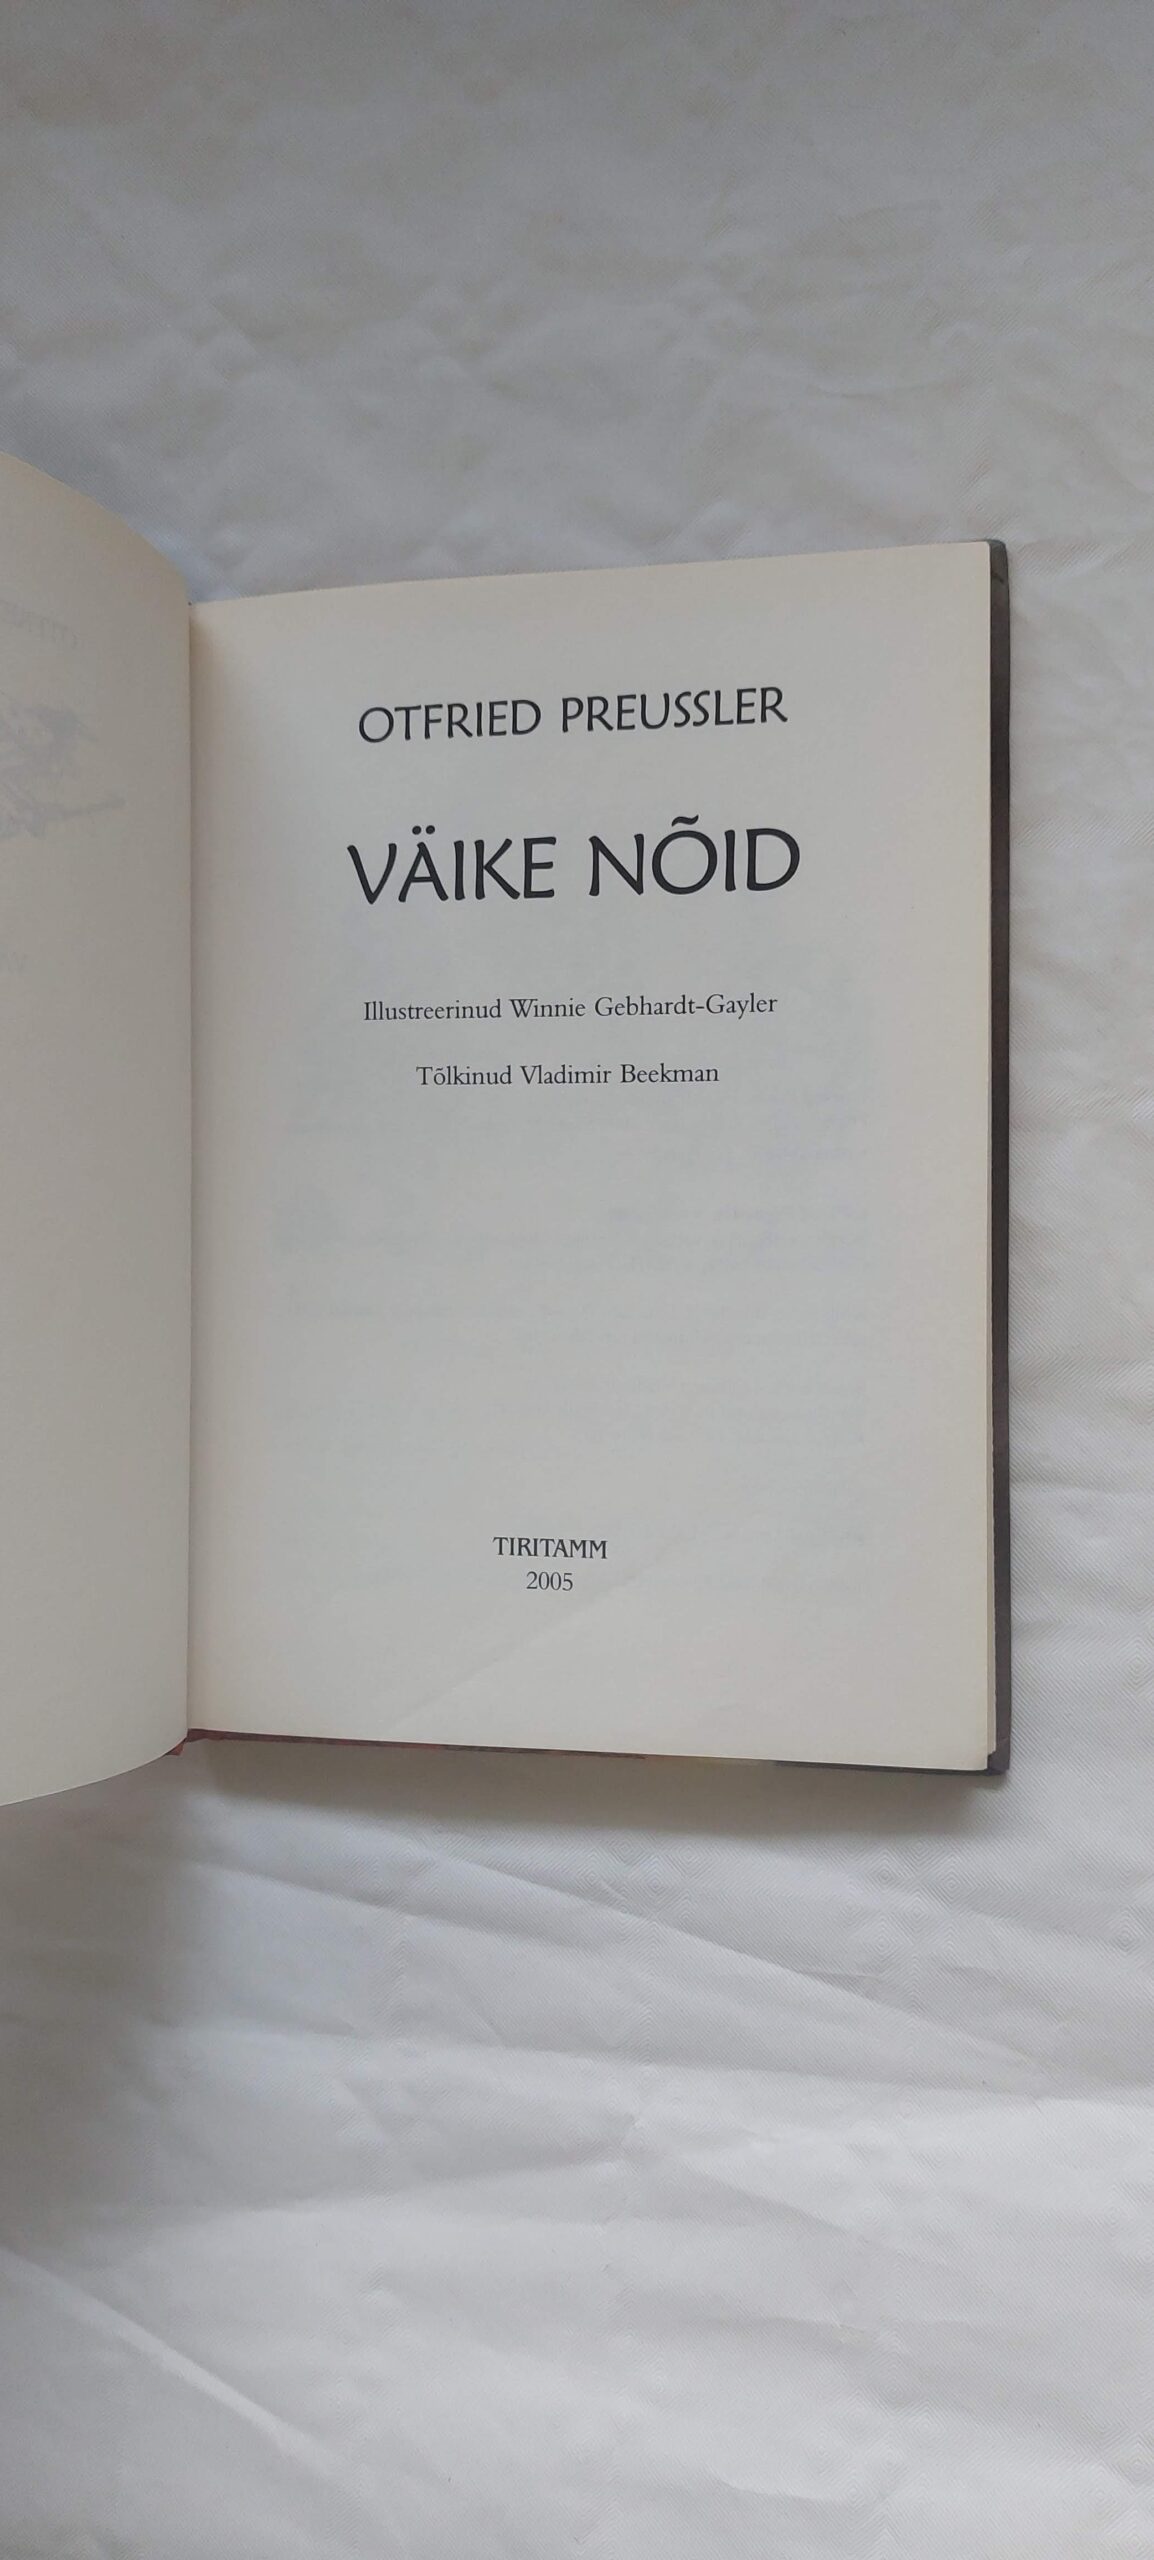 OTFRIED PREUSSLER
VÄIKE NÕID
Illustreerinud Winnie Gebhardt-Gayler
Tõlkinud Vladimir Beekman
TIRITAMM
2005